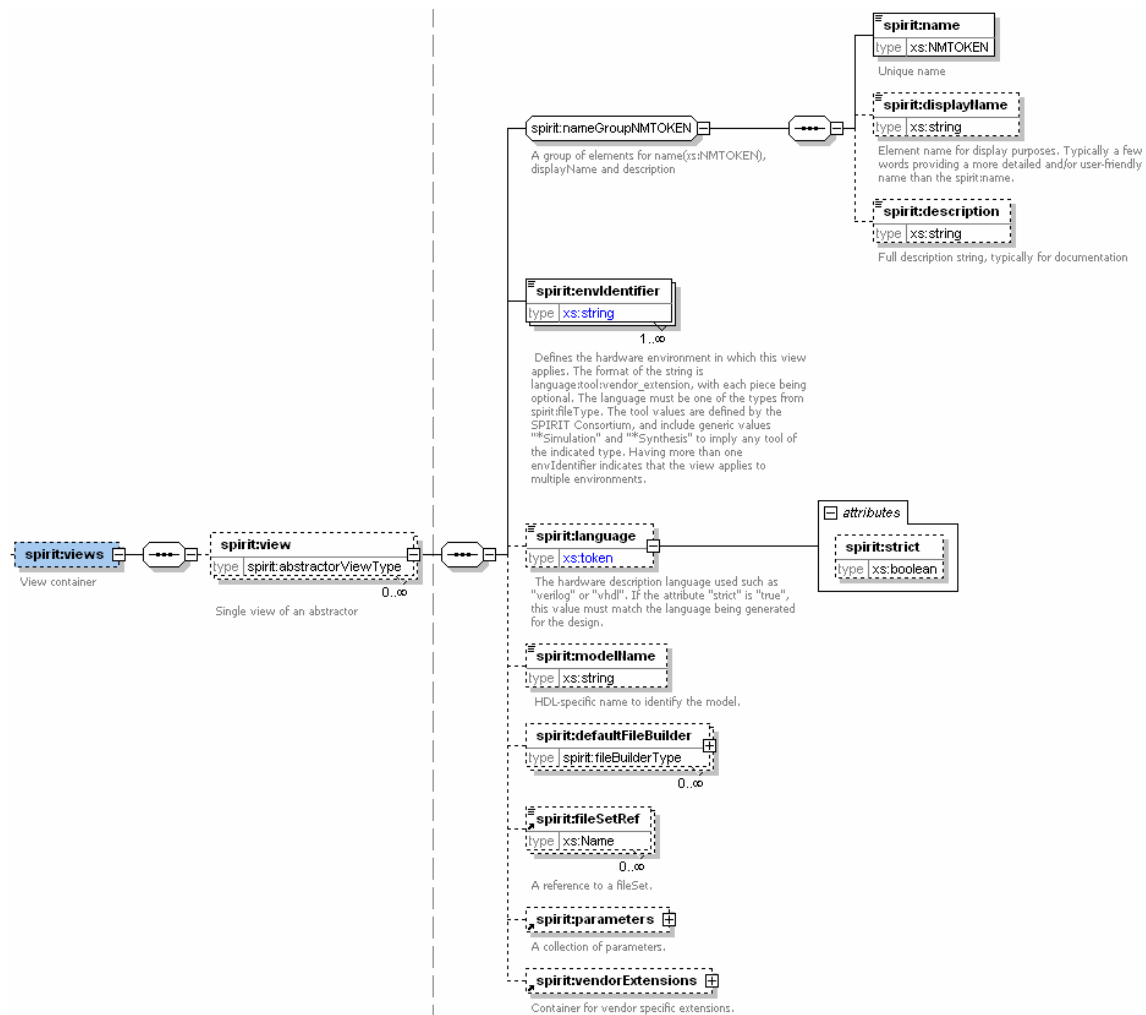 spirit:name
type xs:NMTOKEN
Unique name
spirit:displayName
type xs:string
Element name for display purposes. Typically a few
words providing a more detailed and/or user-friendly
name than the spirit:name.
spirit:description
type xs:string
Full description string, typically for documentation
spirit:nameGroupNMTOKEN
A group of elements for name(xs:NMTOKEN),
displayName and description
spirit:envIdentifier
type xs:string
1..∞
Defines the hardware environment in which this view
applies. The format of the string is
language:tool:vendor_extension, with each piece being
optional. The language must be one of the types from
spirit:fileType. The tool values are defined by the
SPIRIT Consortium, and include generic values
"*Simulation" and "*Synthesis" to imply any tool of
the indicated type. Having more than one
envIdentifier indicates that the view applies to
multiple environments.
spirit:views
View container
spirit:view
type spirit:abstractorViewType
0..∞
Single view of an abstractor
spirit:language
type xs:token
The hardware description language used such as
"verilog" or "vhdl". If the attribute "strict" is "true",
this value must match the language being generated
for the design.
attributes
spirit:strict
type xs:boolean
spirit:modelName
type xs:string
HDL-specific name to identify the model.
spirit:defaultFileBuilder
type spirit:fileBuilderType
0..∞
spirit:fileSetRef
type xs:Name
0..∞
A reference to a fileSet.
spirit:parameters
A collection of parameters.
spirit:vendorExtensions
Container for vendor specific extensions.